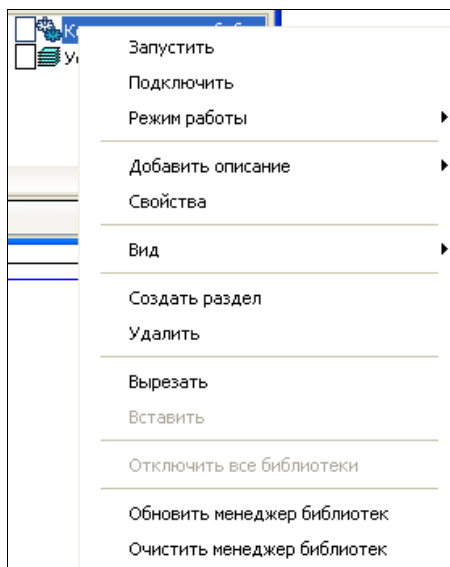 Запустить
Подключить
Режим работы
Добавить описание
Свойства
Вид
Создать раздел
Удалить
Вырезать
Вставить
Отключить все библиотеки
Обновить менеджер библиотек
Очистить менеджер библиотек